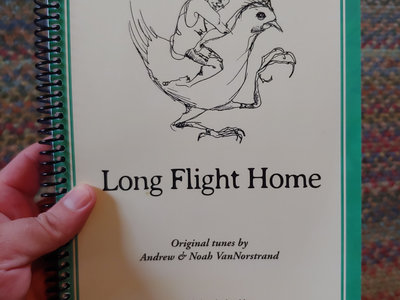 Long Flight Home
Original tunes by
Andrew & Noah VanNorstrand